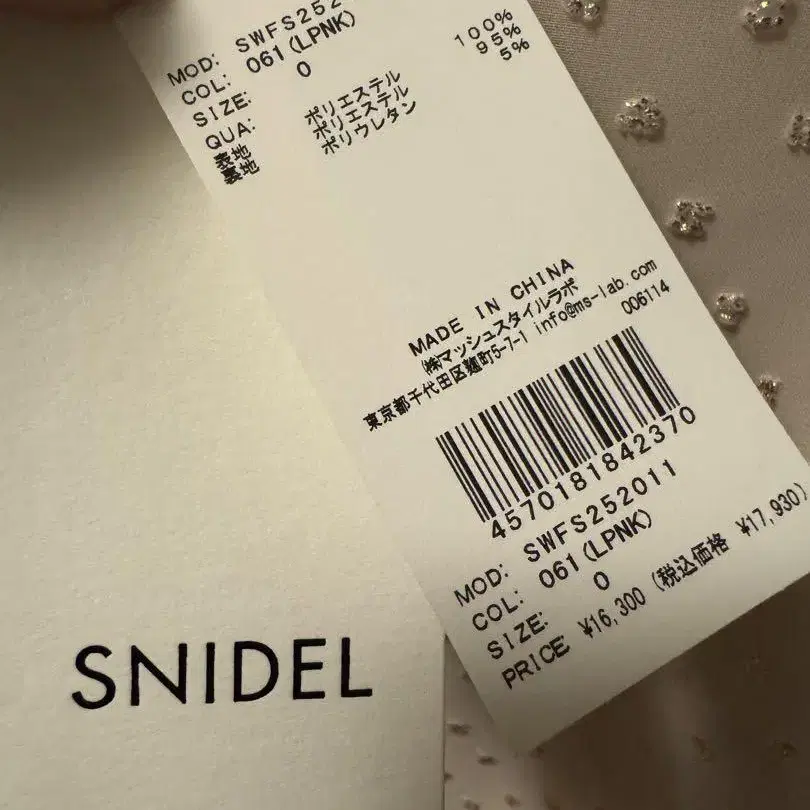 MOD: SWFS252
COL: 061(LPNK)
SIZE: 0
QUA:
表地 ポリエステル 100%
裏地 ポリエステル 95%
ポリウレタン 5%
MADE IN CHINA
㈱マッシュスタイルラボ
東京都千代田区麹町5-7-1 info@ms-lab.com
006114
4570181842370
MOD: SWFS252011
COL: 061(LPNK)
SIZE: 0
PRICE: ¥16,300 (税込価格 ¥17,930)
SNIDEL